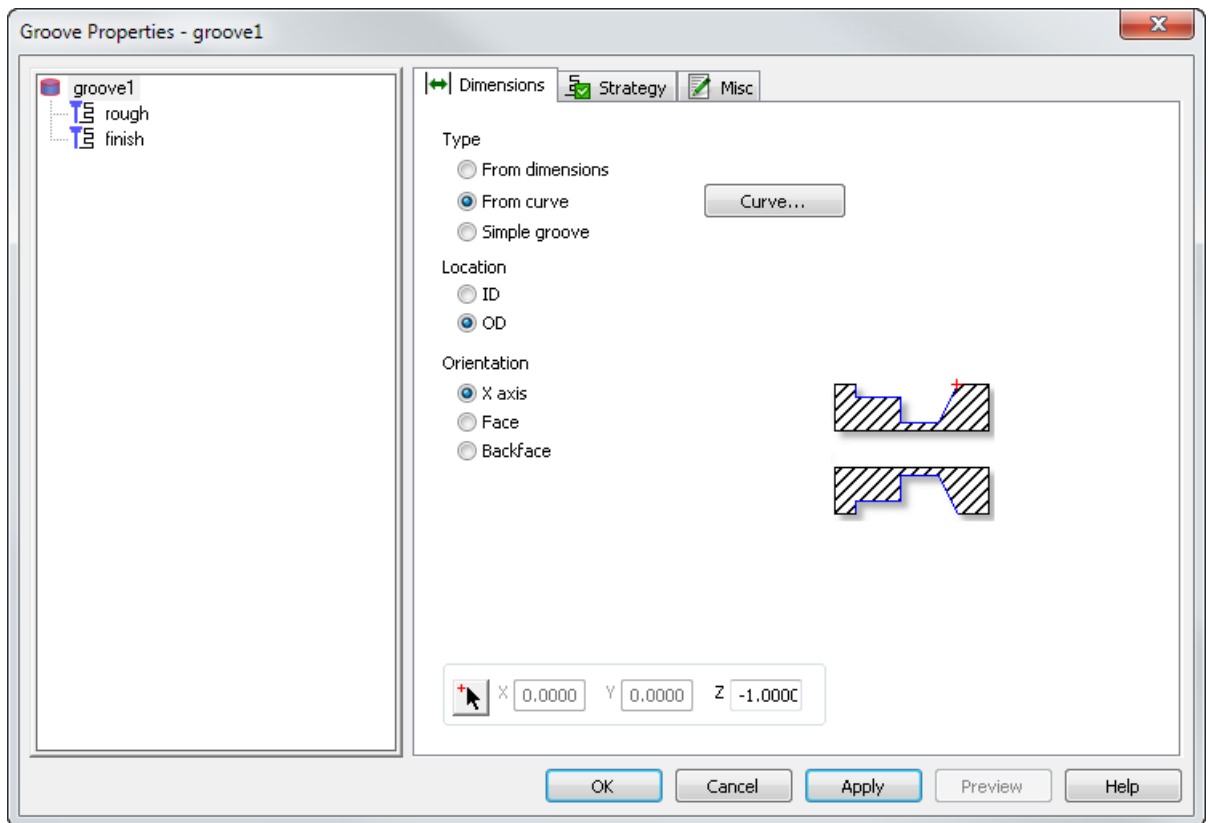 Groove Properties - groove1
groove1
rough
finish
Dimensions Strategy Misc
Type
From dimensions
From curve Curve...
Simple groove
Location
ID
OD
Orientation
X axis
Face
Backface
X 0.0000 Y 0.0000 Z -1.000C
OK Cancel Apply Preview Help